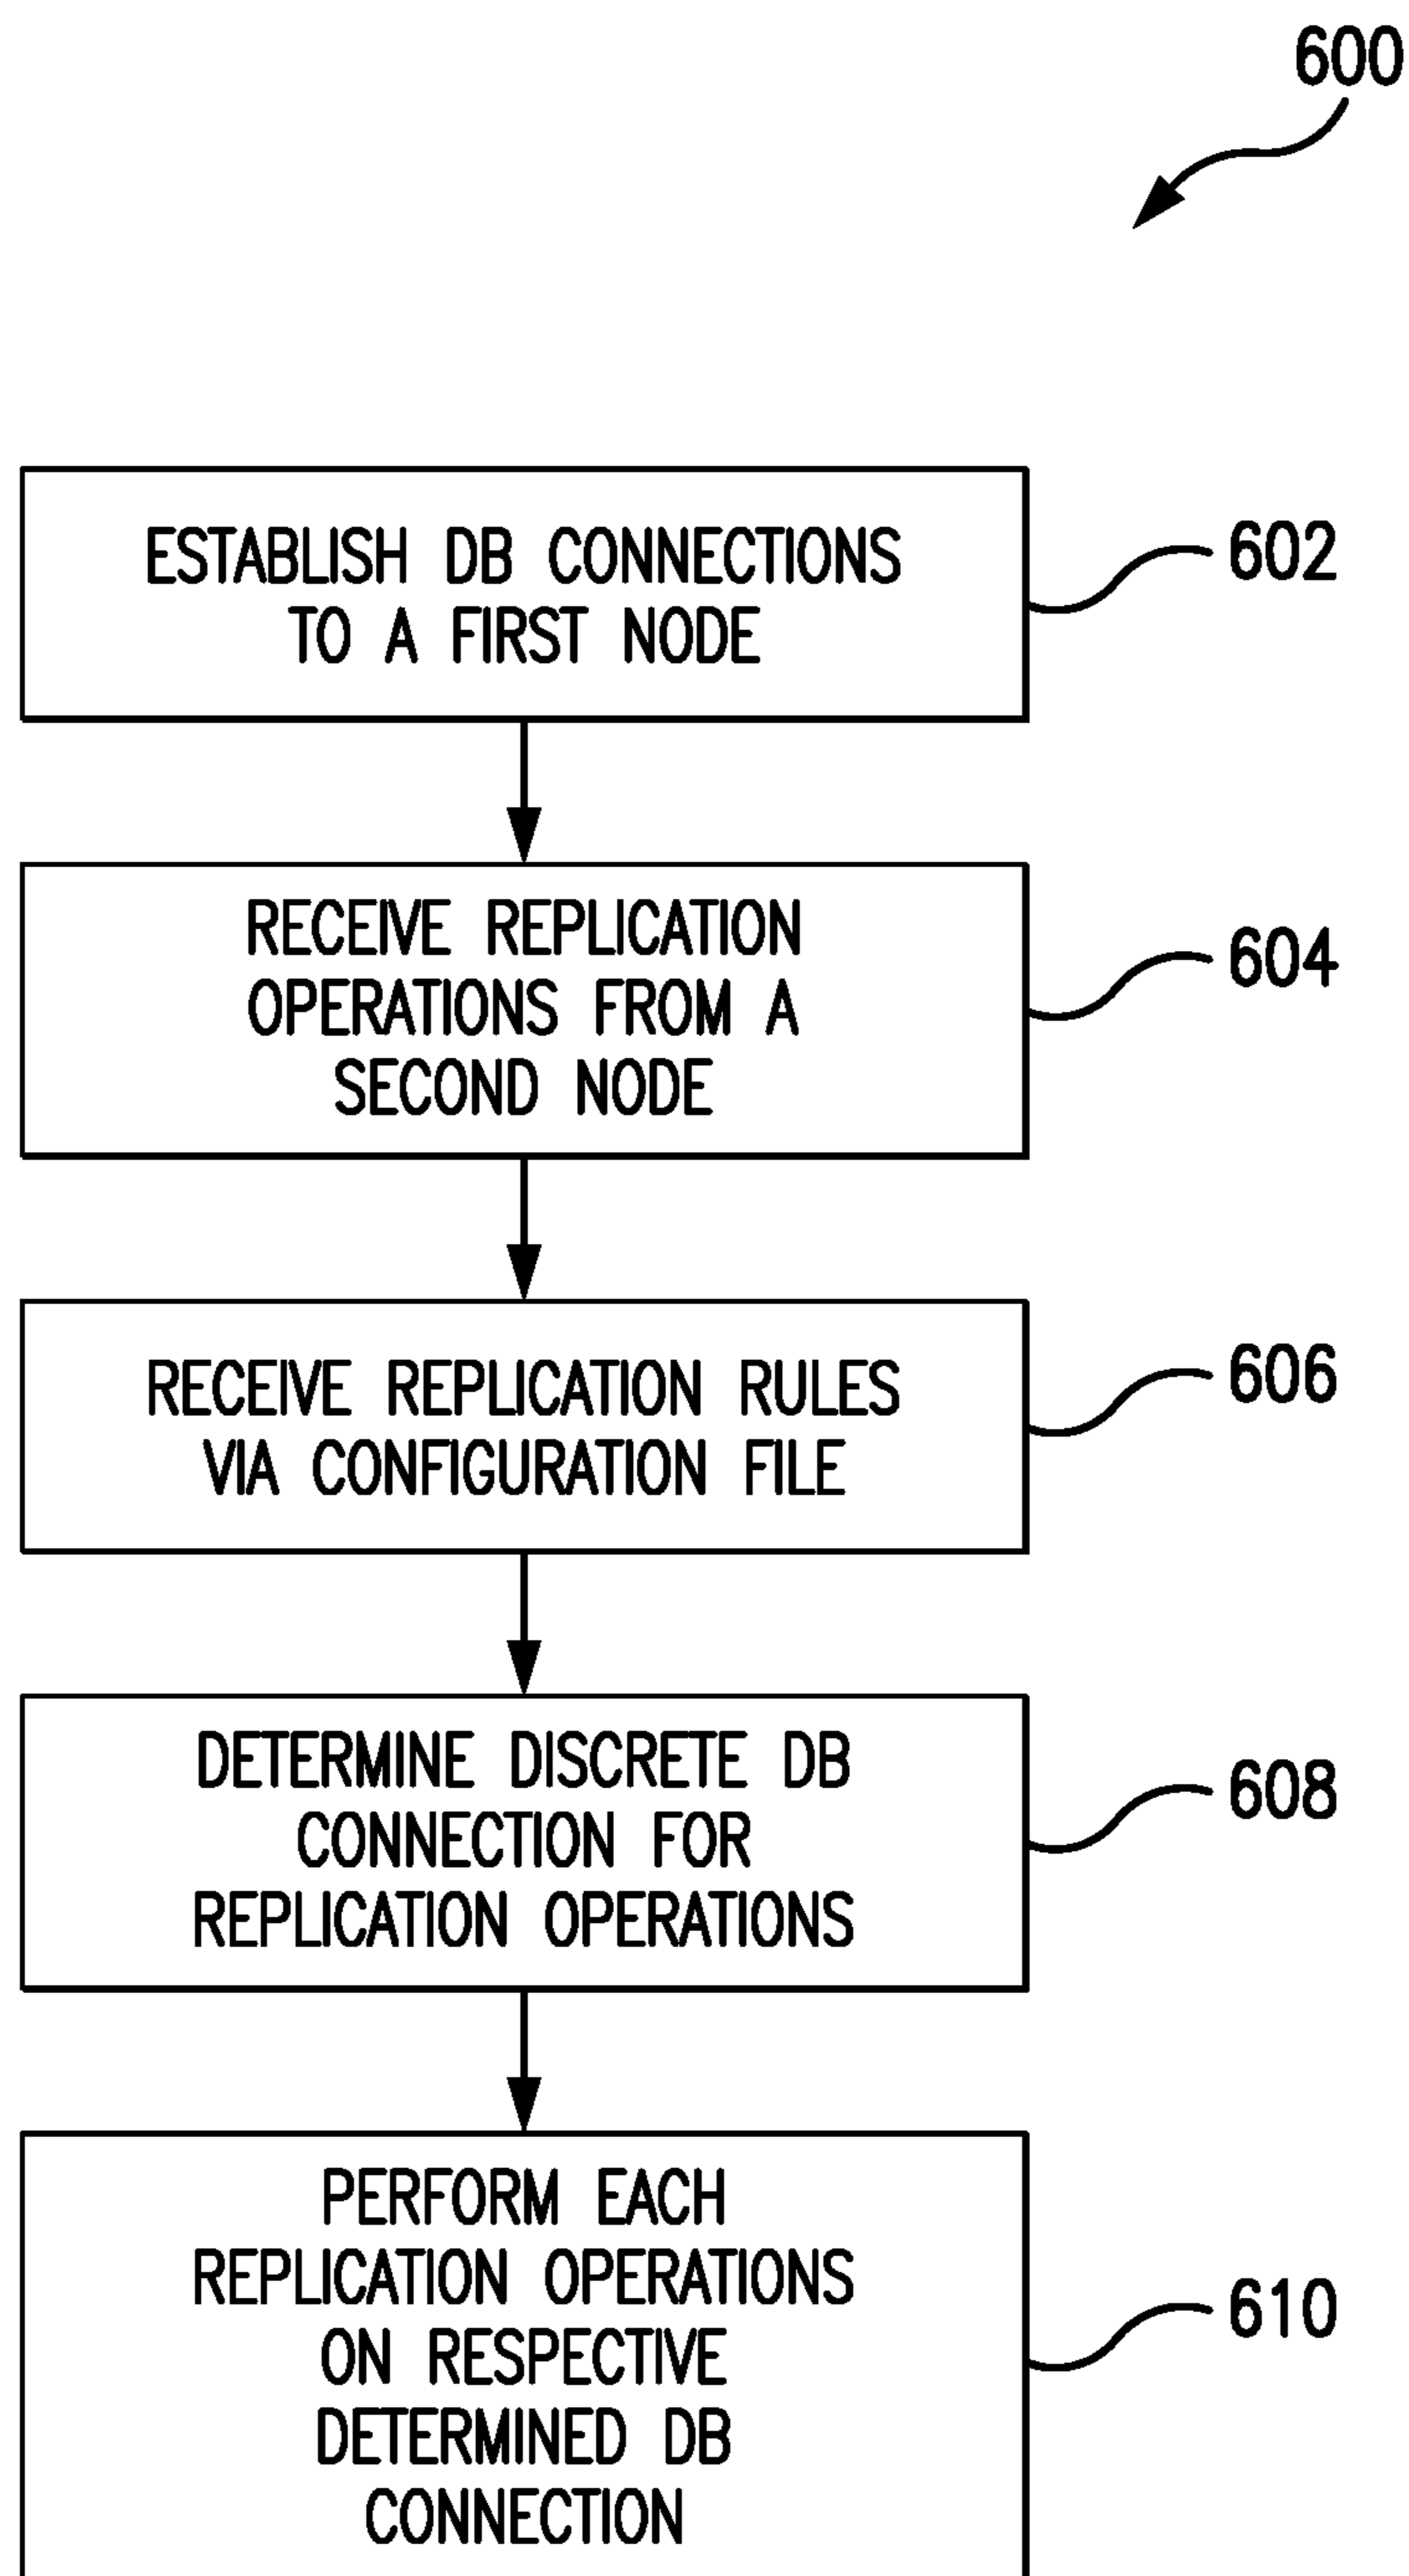 600
ESTABLISH DB CONNECTIONS
TO A FIRST NODE
602
RECEIVE REPLICATION
OPERATIONS FROM A
SECOND NODE
604
RECEIVE REPLICATION RULES
VIA CONFIGURATION FILE
606
DETERMINE DISCRETE DB
CONNECTION FOR
REPLICATION OPERATIONS
608
PERFORM EACH
REPLICATION OPERATIONS
ON RESPECTIVE
DETERMINED DB
CONNECTION
610